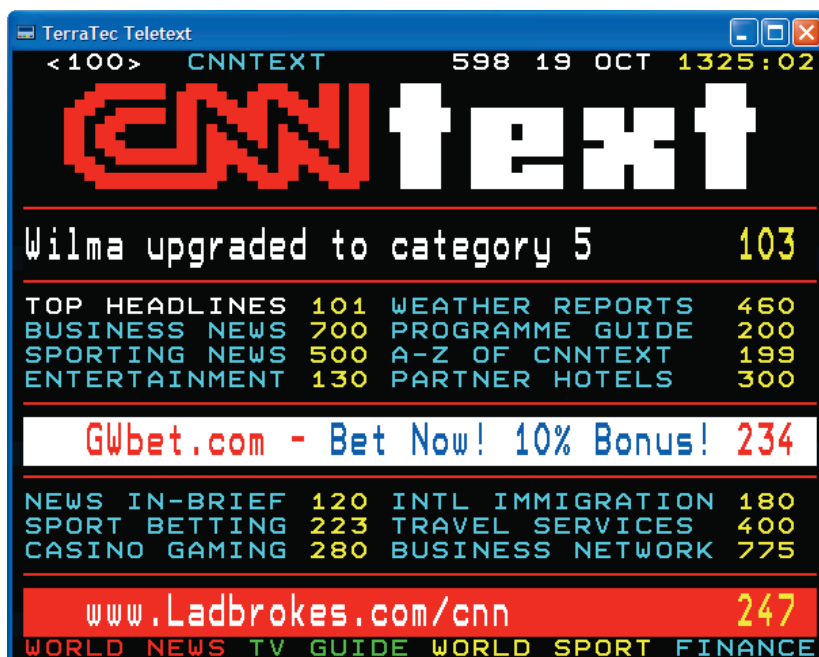 TerraTec Teletext
<100> CNNTEXT 598 19 OCT 1325:02
CNN text
Wilma upgraded to category 5 103
TOP HEADLINES 101 WEATHER REPORTS 460
BUSINESS NEWS 700 PROGRAMME GUIDE 200
SPORTING NEWS 500 A-Z OF CNNTEXT 199
ENTERTAINMENT 130 PARTNER HOTELS 300
GWbet.com - Bet Now! 10% Bonus! 234
NEWS IN-BRIEF 120 INTL IMMIGRATION 180
SPORT BETTING 223 TRAVEL SERVICES 400
CASINO GAMING 280 BUSINESS NETWORK 775
www.Ladbrokes.com/cnn 247
WORLD NEWS TV GUIDE WORLD SPORT FINANCE